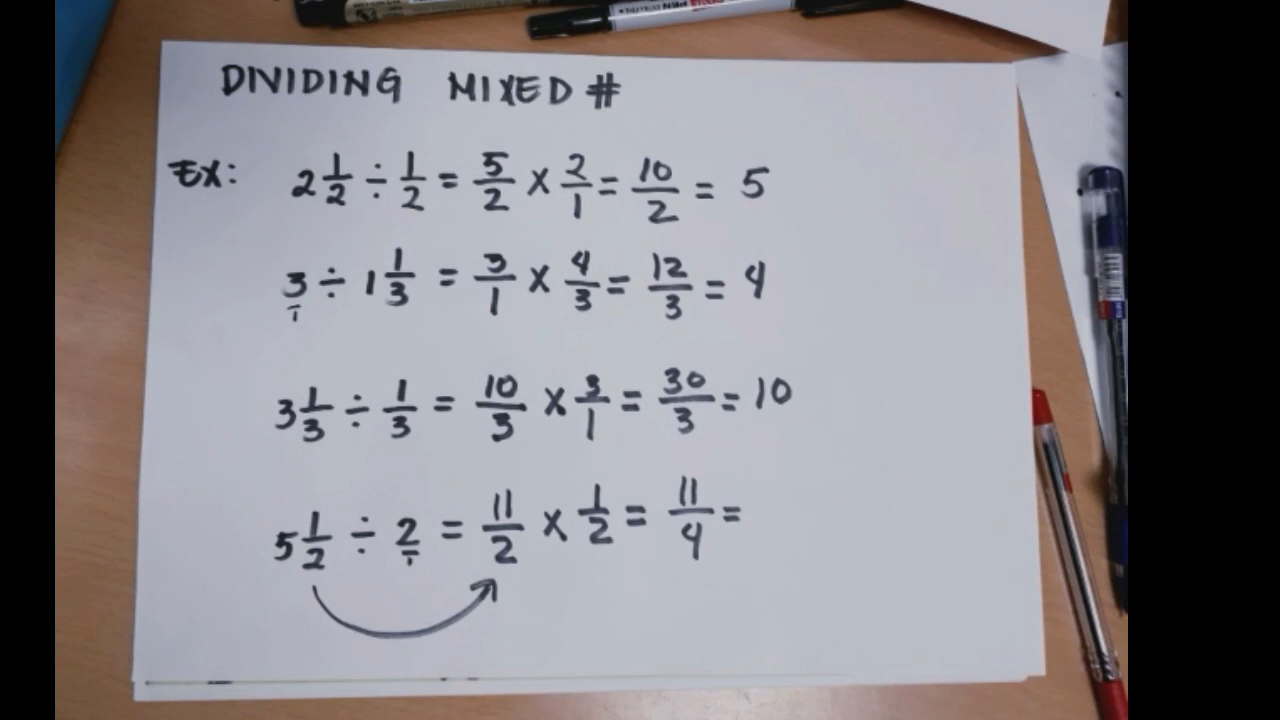 DIVIDING MIXED #
EX: 2 1/2 ÷ 1/2 = 5/2 X 2/1 = 10/2 = 5
3/1 ÷ 1 1/3 = 3/1 X 4/3 = 12/3 = 4
3 1/3 ÷ 1/3 = 10/3 X 3/1 = 30/3 = 10
5 1/2 ÷ 2/1 = 11/2 X 1/2 = 11/4 =